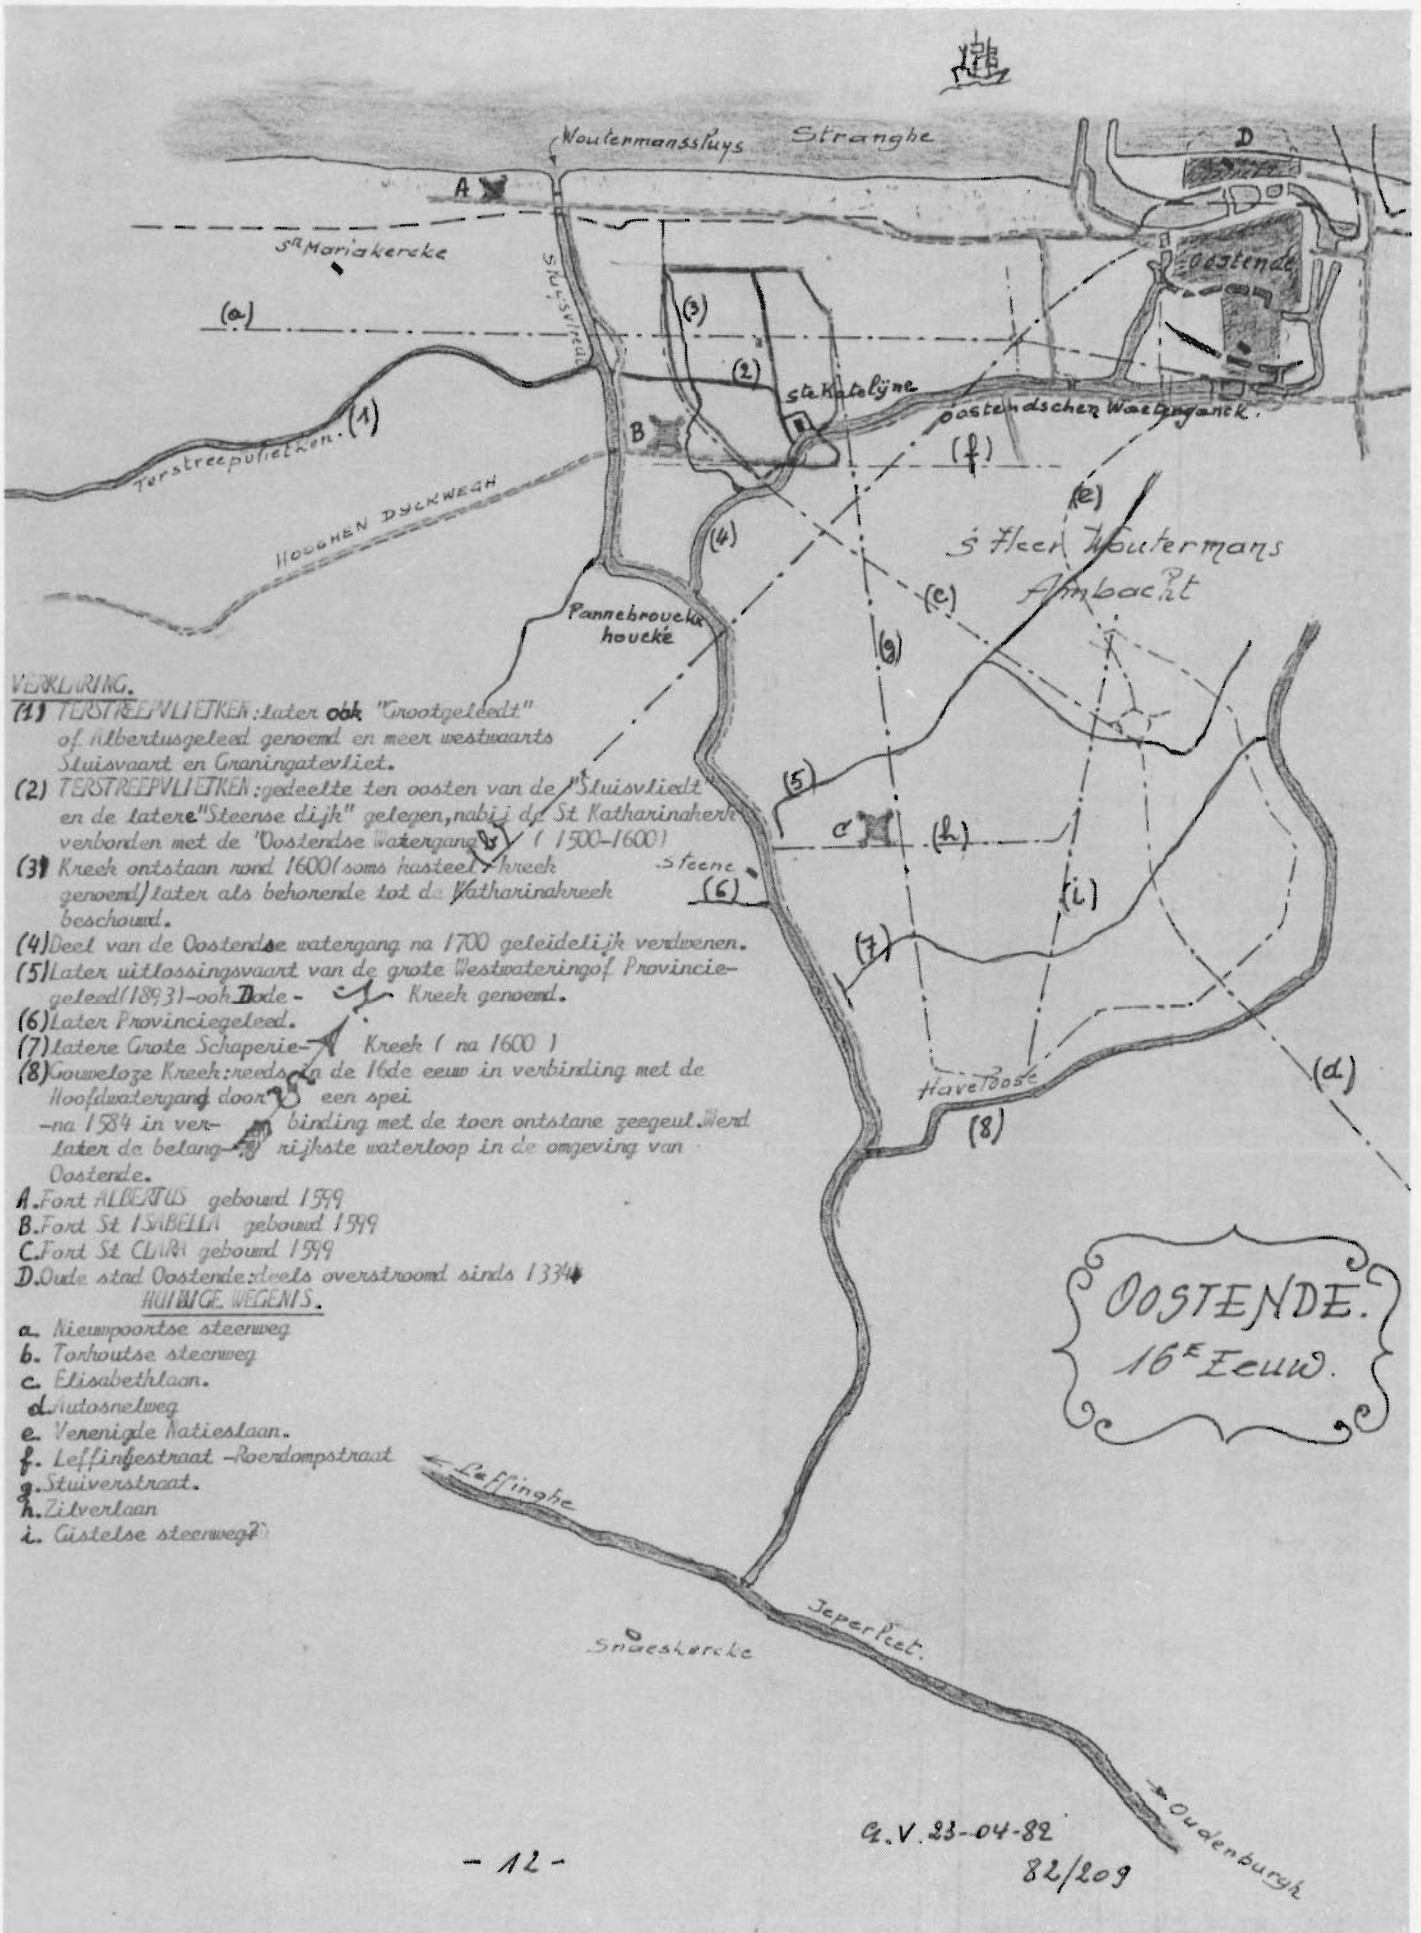 Woutermanssluys Stranghe
D
A
Sª Mariakercke
Sluysvlieut
Oostende
(a)
(3)
(2)
Ste Katelÿne
Oostendschen Waeterganck.
(1)
Terstreepvlietken.
B
(f)
HOOGHEN DYCKWEGH
(e)
(4)
s' Heer Woutermans
Ambacht
(c)
Pannebroucke
houcke
(g)
VERKLARING.
(1) TERSTREEPVLIETKEN: later ook "Grootgeleedt"
of Albertusgeleed genoemd en meer westwaarts
Sluisvaart en Graningatevliet.
(2) TERSTREEPVLIETKEN: gedeelte ten oosten van de "Sluisvliedt
en de latere "Steense dijk" gelegen, nabij de St Katharinakerk
verbonden met de "Oostendse Watergang" (1500-1600)
(b)
(3) Kreek ontstaan rond 1600 (soms kasteel-kreek
genoemd) later als behorende tot de Katharinakreek
beschouwd.
(4) Deel van de Oostendse watergang na 1700 geleidelijk verdwenen.
(5) Later uitlossingsvaart van de grote Westwatering of Provincie-
geleed (1893) - ook Dode - Kreek genoemd.
(6) Later Provinciegeleed.
(7) latere Grote Schaperie- Kreek ( na 1600 )
(8) Gouweloze Kreek: reeds in de 16de eeuw in verbinding met de
Hoofdwatergang door een spei
-na 1584 in ver- binding met de toen ontstane zeegeul. Werd
later de belang- rijkste waterloop in de omgeving van
Oostende.
A. Fort ALBERTUS gebouwd 1599
B. Fort St ISABELLA gebouwd 1599
C. Fort St CLARA gebouwd 1599
D. Oude stad Oostende: deels overstroomd sinds 1334
HUIDIGE WEGENIS.
a. Nieuwpoortse steenweg
b. Torhoutse steenweg
c. Elisabethlaan.
d. Autosnelweg
e. Verenigde Natieslaan.
f. Leffingestraat - Roerdompstraat
g. Stuiverstraat.
h. Zilverlaan
i. Gistelse steenweg?
(5)
C
(h)
Steene
(6)
(i)
(7)
Haveloose
(8)
(d)
OOSTENDE.
16E Eeuw.
Leffinghe
Jeperleet.
Snaeskercke
Oudenburgh
G.V. 23-04-82
82/209
- 12 -